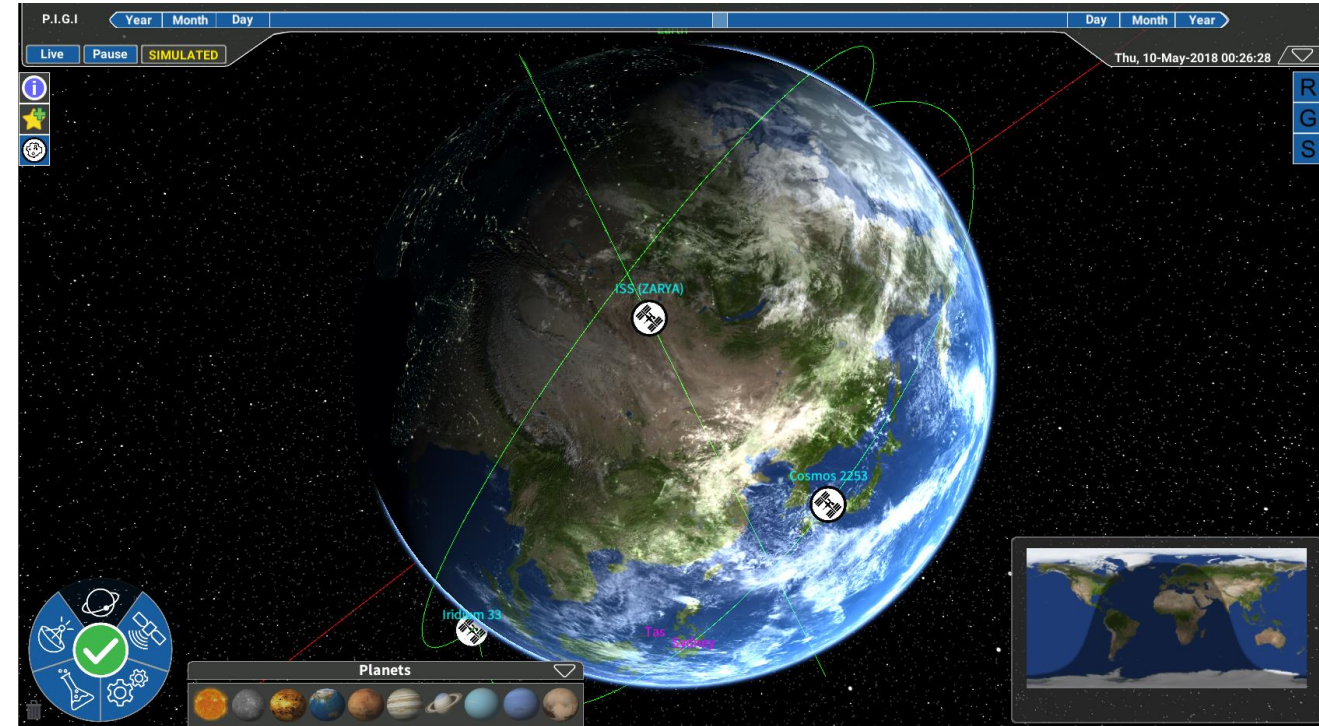 P.I.G.I
Year Month Day
Day Month Year
Live Pause SIMULATED
Earth
Thu, 10-May-2018 00:26:28
R
G
S
ISS (ZARYA)
Cosmos 2253
Iridium 33
Tas
Sydney
Planets